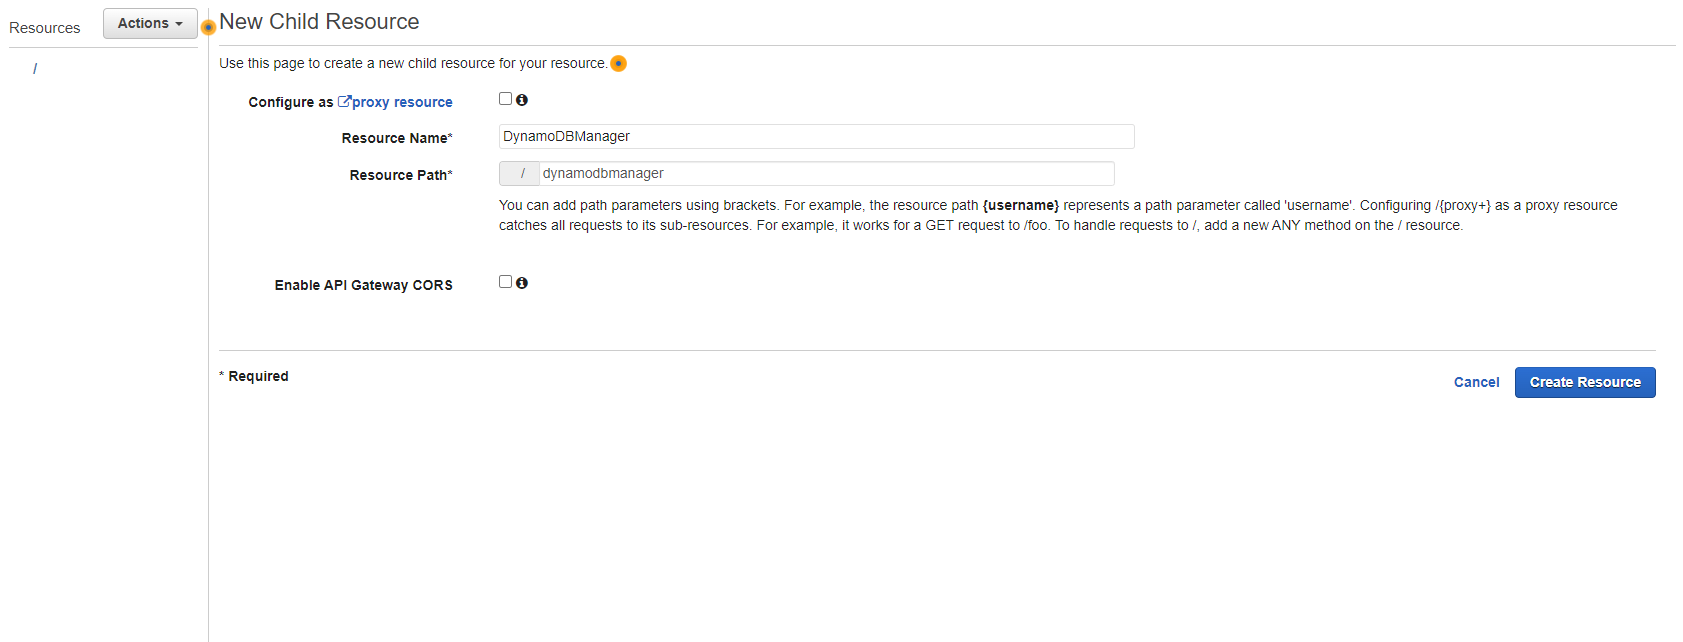 Resources
Actions
/
New Child Resource
Use this page to create a new child resource for your resource.
Configure as proxy resource
Resource Name*
DynamoDBManager
Resource Path*
/ dynamodbmanager
You can add path parameters using brackets. For example, the resource path {username} represents a path parameter called 'username'. Configuring /{proxy+} as a proxy resource
catches all requests to its sub-resources. For example, it works for a GET request to /foo. To handle requests to /, add a new ANY method on the / resource.
Enable API Gateway CORS
* Required
Cancel
Create Resource